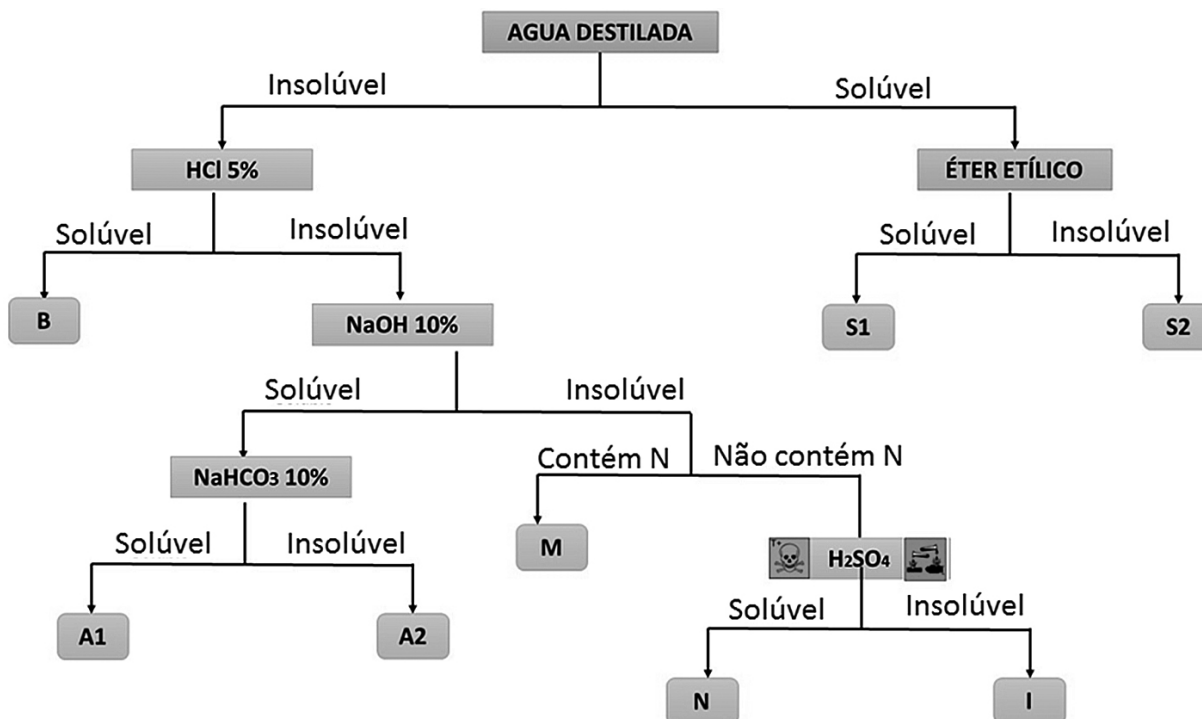 AGUA DESTILADA
Insolúvel
Solúvel
HCl 5%
ÉTER ETÍLICO
Solúvel
Insolúvel
Solúvel
Insolúvel
B
NaOH 10%
S1
S2
Solúvel
Insolúvel
Contém N
Não contém N
NaHCO3 10%
Solúvel
Insolúvel
M
T+
H2SO4
Solúvel
Insolúvel
A1
A2
N
I